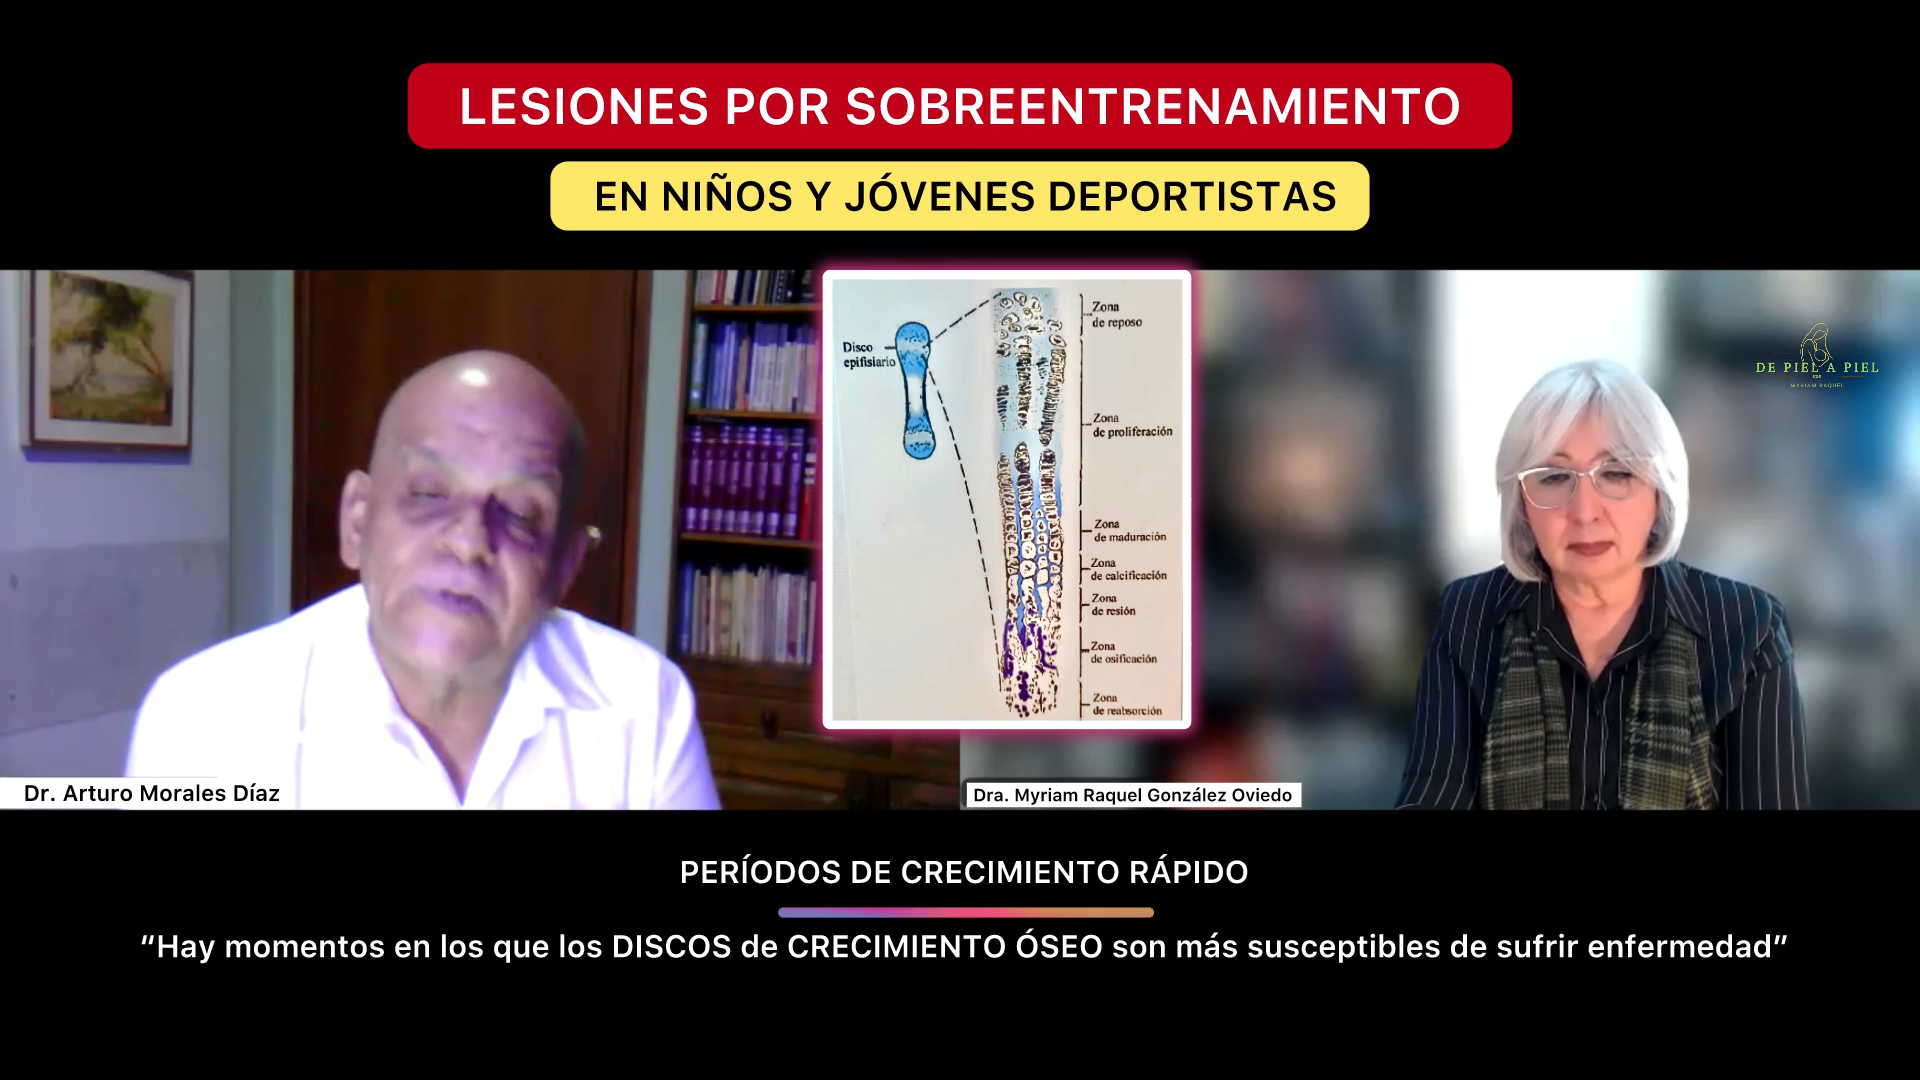 LESIONES POR SOBREENTRENAMIENTO
EN NIÑOS Y JÓVENES DEPORTISTAS
Disco
epifisiario
Zona
de reposo
Zona
de proliferación
Zona
de maduración
Zona
de calcificación
Zona
de resión
Zona
de osificación
Zona
de reabsorción
DE PIEL A PIEL
MYRIAM RAQUEL
Dr. Arturo Morales Díaz
Dra. Myriam Raquel González Oviedo
PERÍODOS DE CRECIMIENTO RÁPIDO
“Hay momentos en los que los DISCOS de CRECIMIENTO ÓSEO son más susceptibles de sufrir enfermedad”